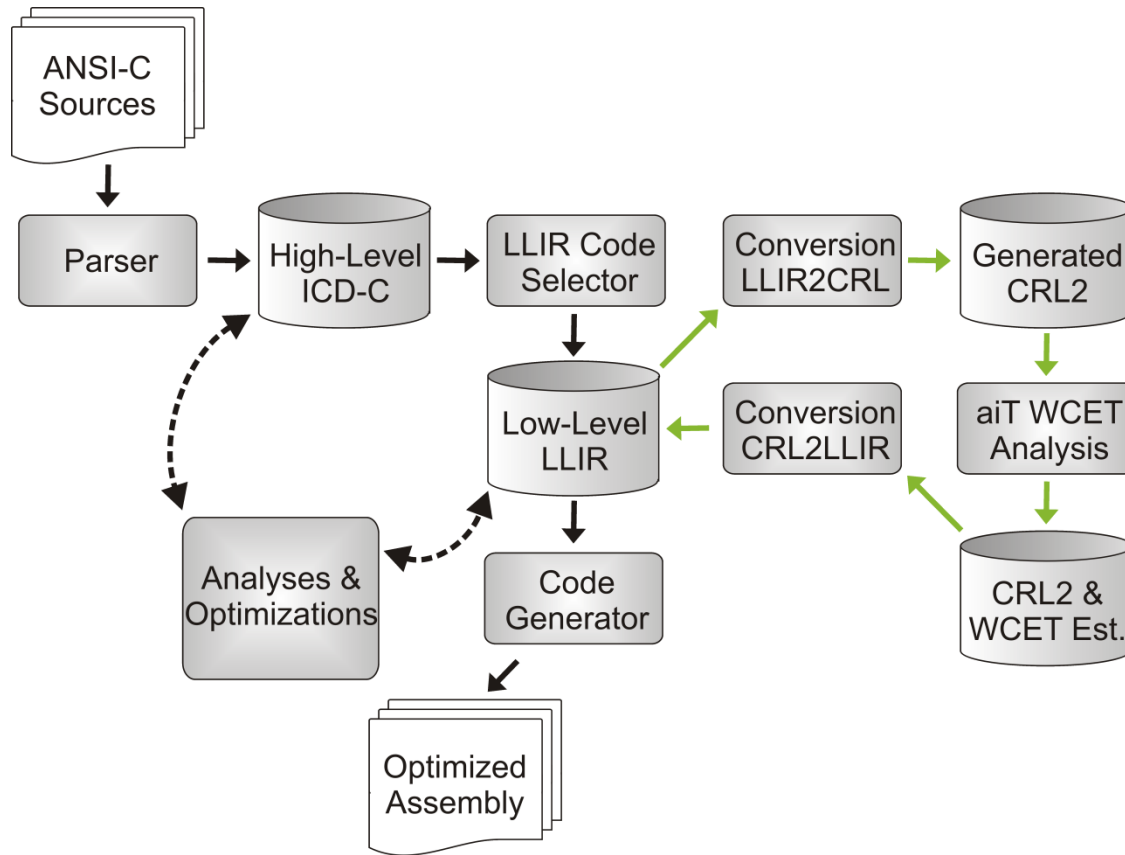 ANSI-C
Sources
Parser
High-Level
ICD-C
LLIR Code
Selector
Conversion
LLIR2CRL
Generated
CRL2
Low-Level
LLIR
Conversion
CRL2LLIR
aiT WCET
Analysis
Analyses &
Optimizations
Code
Generator
CRL2 &
WCET Est.
Optimized
Assembly